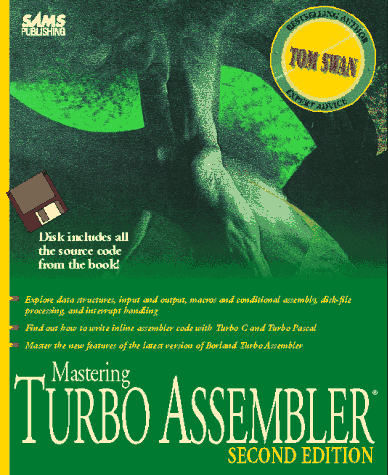 SAMS
PUBLISHING
BESTSELLING AUTHOR
TOM SWAN
EXPERT ADVICE
Disk includes all
the source code
from the book!
Explore data structures, input and output, macros and conditional assembly, disk-file
processing, and interrupt handling
Find out how to write inline assembler code with Turbo C and Turbo Pascal
Master the new features of the latest version of Borland Turbo Assembler
Mastering
TURBO ASSEMBLER®
SECOND EDITION